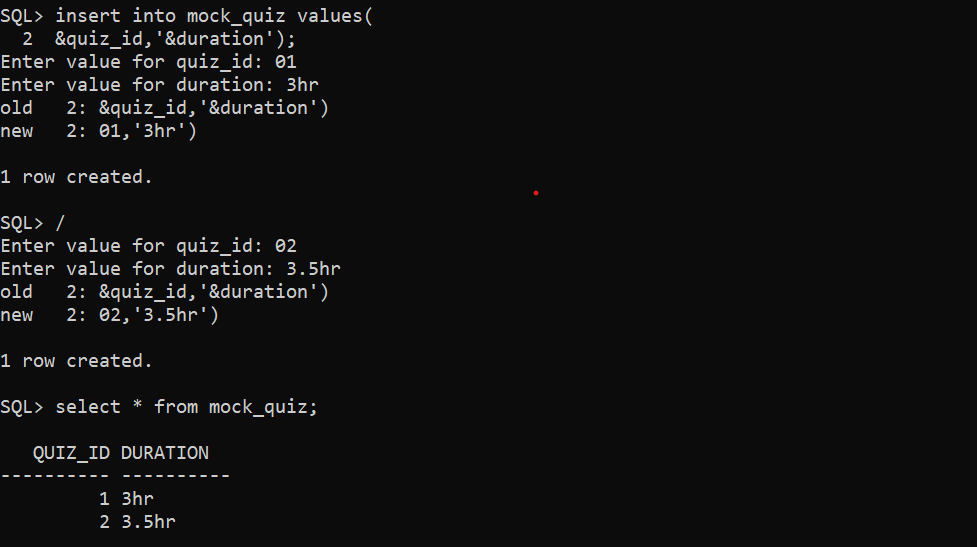 SQL> insert into mock_quiz values(
  2  &quiz_id,'&duration');
Enter value for quiz_id: 01
Enter value for duration: 3hr
old   2: &quiz_id,'&duration')
new   2: 01,'3hr')
1 row created.
SQL> /
Enter value for quiz_id: 02
Enter value for duration: 3.5hr
old   2: &quiz_id,'&duration')
new   2: 02,'3.5hr')
1 row created.
SQL> select * from mock_quiz;
   QUIZ_ID DURATION
---------- ----------
         1 3hr
         2 3.5hr